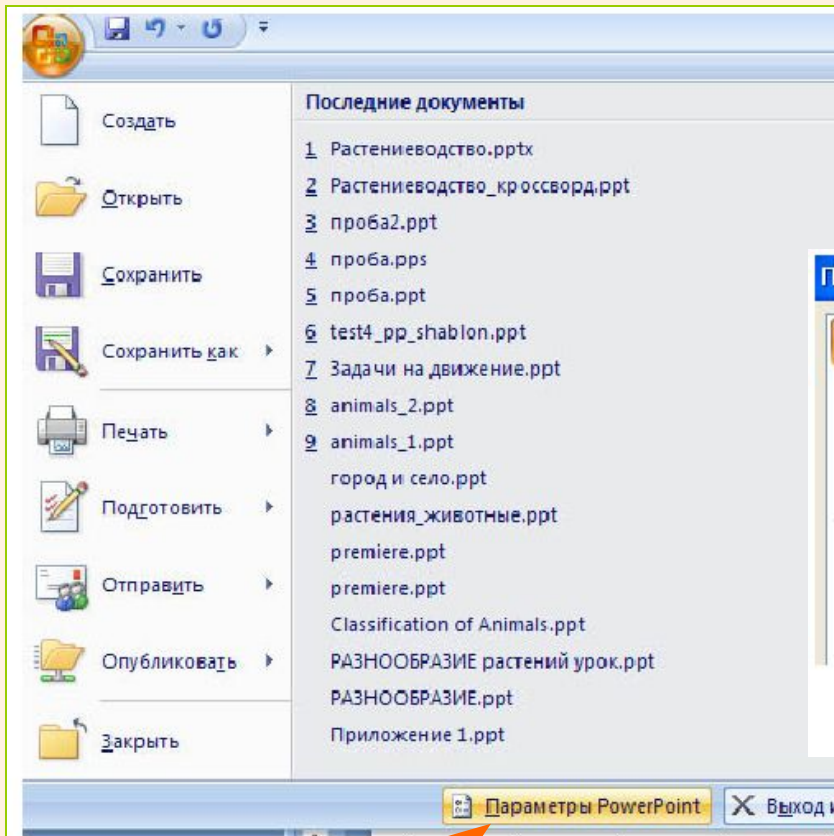 Создать
Открыть
Сохранить
Сохранить как
Печать
Подготовить
Отправить
Опубликовать
Закрыть
Последние документы
1 Растениеводство.pptx
2 Растениеводство_кроссворд.ppt
3 проба2.ppt
4 проба.pps
5 проба.ppt
6 test4_pp_shablon.ppt
7 Задачи на движение.ppt
8 animals_2.ppt
9 animals_1.ppt
город и село.ppt
растения_животные.ppt
premiere.ppt
premiere.ppt
Classification of Animals.ppt
РАЗНООБРАЗИЕ растений урок.ppt
РАЗНООБРАЗИЕ.ppt
Приложение 1.ppt
Параметры PowerPoint
Выход и